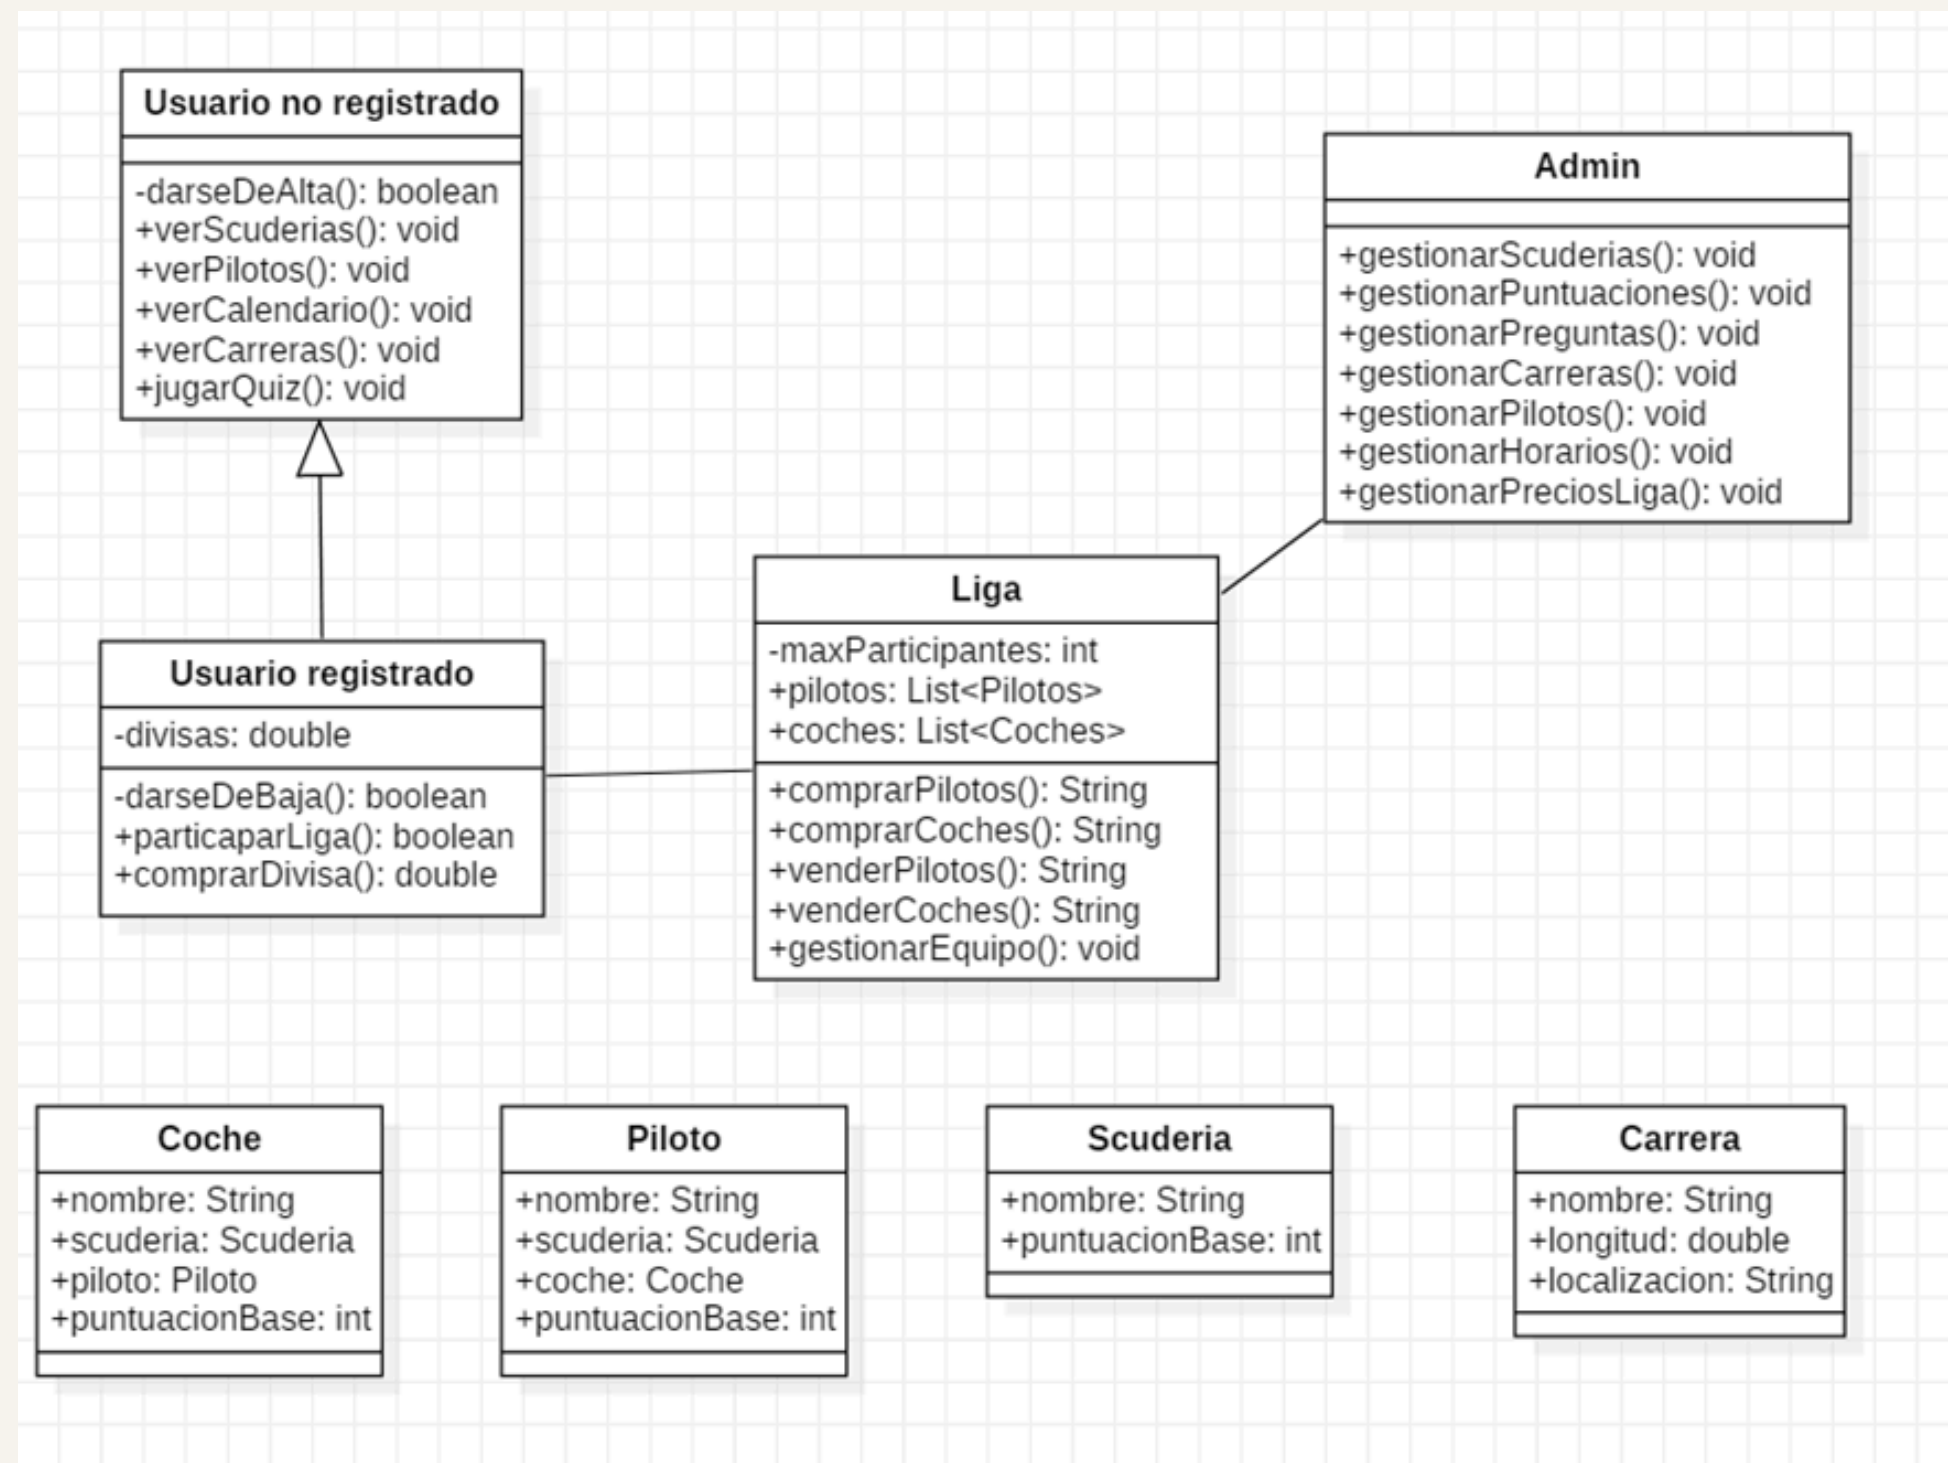 Usuario no registrado
-darseDeAlta(): boolean
+verScuderias(): void
+verPilotos(): void
+verCalendario(): void
+verCarreras(): void
+jugarQuiz(): void
Admin
+gestionarScuderias(): void
+gestionarPuntuaciones(): void
+gestionarPreguntas(): void
+gestionarCarreras(): void
+gestionarPilotos(): void
+gestionarHorarios(): void
+gestionarPreciosLiga(): void
Usuario registrado
-divisas: double
-darseDeBaja(): boolean
+particaparLiga(): boolean
+comprarDivisa(): double
Liga
-maxParticipantes: int
+pilotos: List<Pilotos>
+coches: List<Coches>
+comprarPilotos(): String
+comprarCoches(): String
+venderPilotos(): String
+venderCoches(): String
+gestionarEquipo(): void
Coche
+nombre: String
+scuderia: Scuderia
+piloto: Piloto
+puntuacionBase: int
Piloto
+nombre: String
+scuderia: Scuderia
+coche: Coche
+puntuacionBase: int
Scuderia
+nombre: String
+puntuacionBase: int
Carrera
+nombre: String
+longitud: double
+localizacion: String